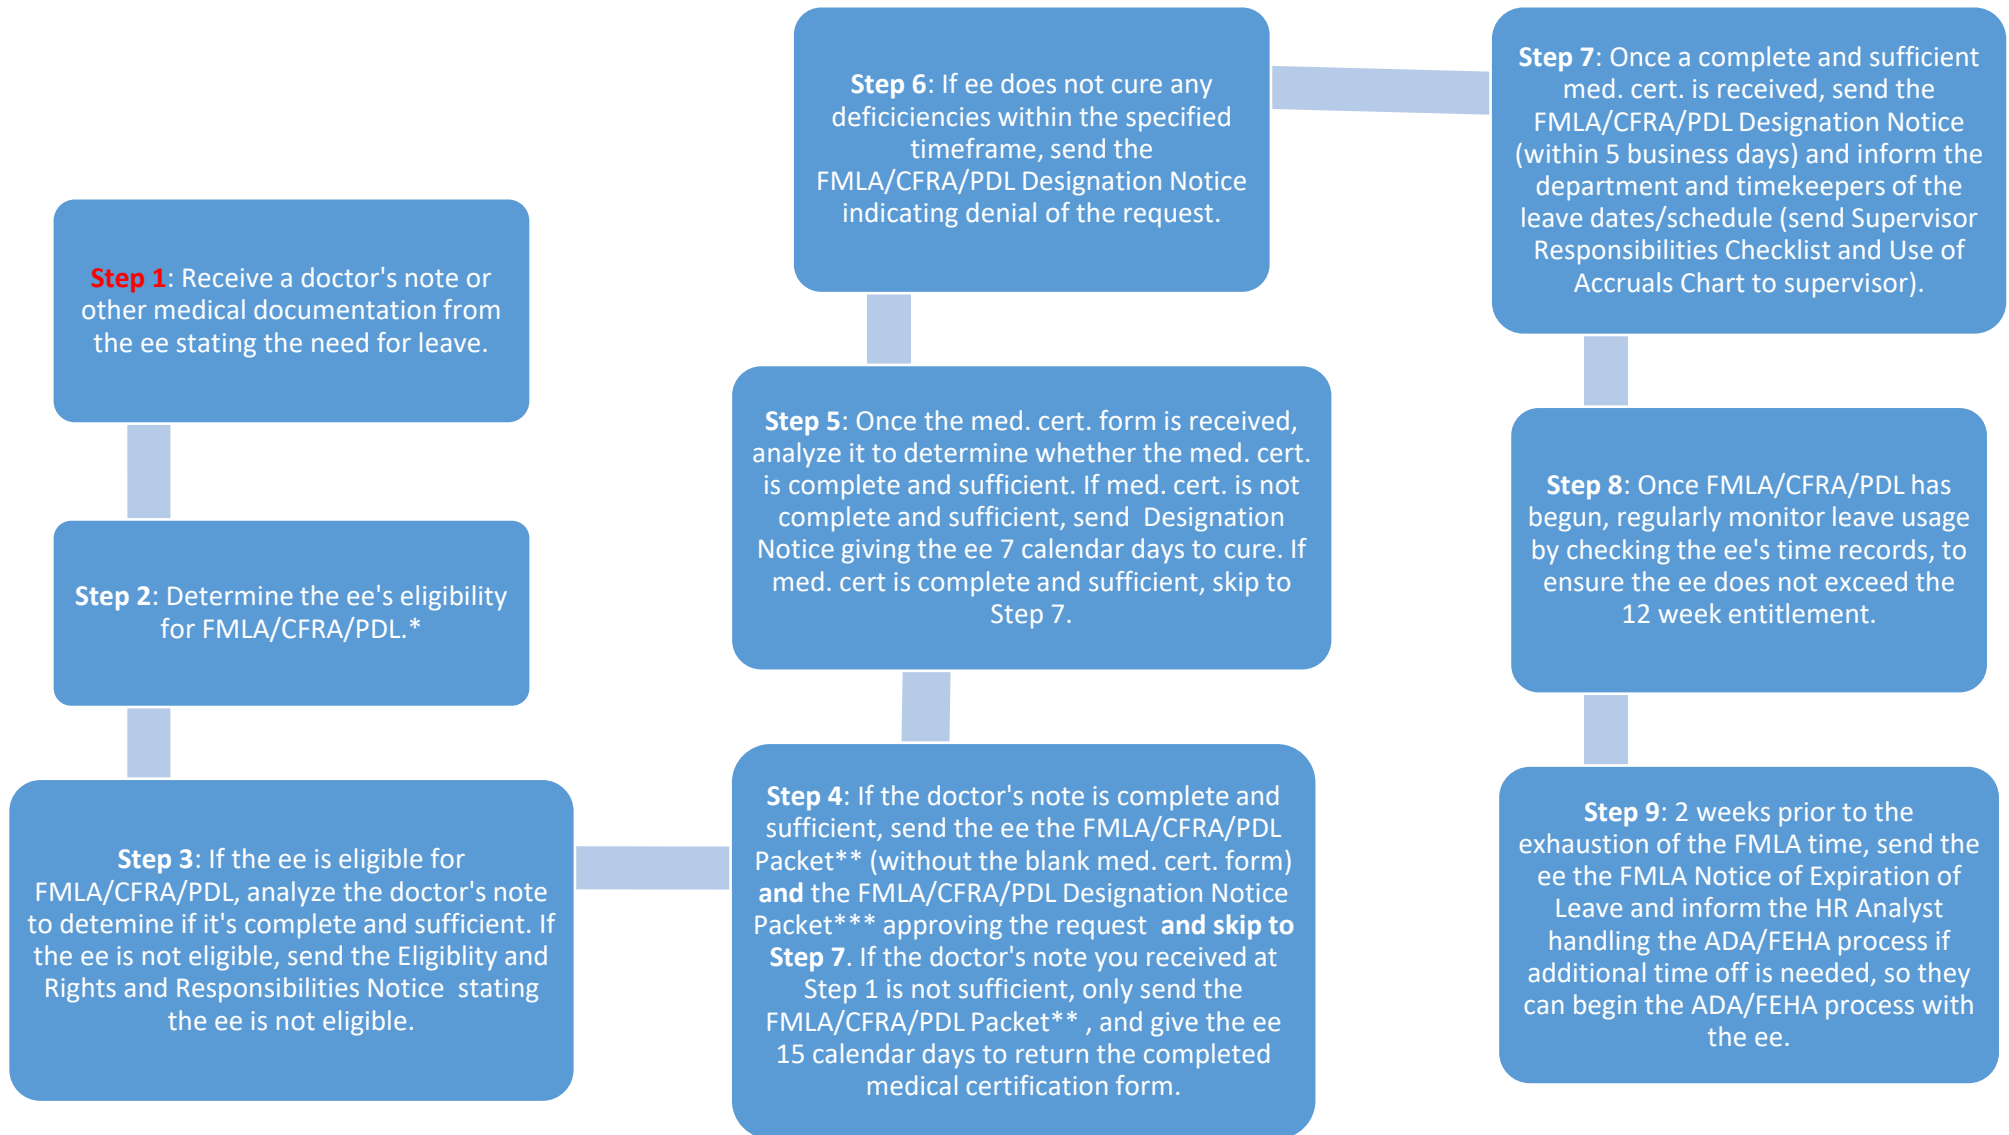 Step 1: Receive a doctor's note or
other medical documentation from
the ee stating the need for leave.
Step 2: Determine the ee's eligibility
for FMLA/CFRA/PDL.*
Step 3: If the ee is eligible for
FMLA/CFRA/PDL, analyze the doctor's note
to detemine if it's complete and sufficient. If
the ee is not eligible, send the Eligiblity and
Rights and Responsibilities Notice  stating
the ee is not eligible.
Step 4: If the doctor's note is complete and
sufficient, send the ee the FMLA/CFRA/PDL
Packet** (without the blank med. cert. form)
and the FMLA/CFRA/PDL Designation Notice
Packet*** approving the request  and skip to
Step 7. If the doctor's note you received at
Step 1 is not sufficient, only send the
FMLA/CFRA/PDL Packet** , and give the ee
15 calendar days to return the completed
medical certification form.
Step 5: Once the med. cert. form is received,
analyze it to determine whether the med. cert.
is complete and sufficient. If med. cert. is not
complete and sufficient, send  Designation
Notice giving the ee 7 calendar days to cure. If
med. cert is complete and sufficient, skip to
Step 7.
Step 6: If ee does not cure any
deficiciencies within the specified
timeframe, send the
FMLA/CFRA/PDL Designation Notice
indicating denial of the request.
Step 7: Once a complete and sufficient
med. cert. is received, send the
FMLA/CFRA/PDL Designation Notice
(within 5 business days) and inform the
department and timekeepers of the
leave dates/schedule (send Supervisor
Responsibilities Checklist and Use of
Accruals Chart to supervisor).
Step 8: Once FMLA/CFRA/PDL has
begun, regularly monitor leave usage
by checking the ee's time records, to
ensure the ee does not exceed the
12 week entitlement.
Step 9: 2 weeks prior to the
exhaustion of the FMLA time, send the
ee the FMLA Notice of Expiration of
Leave and inform the HR Analyst
handling the ADA/FEHA process if
additional time off is needed, so they
can begin the ADA/FEHA process with
the ee.